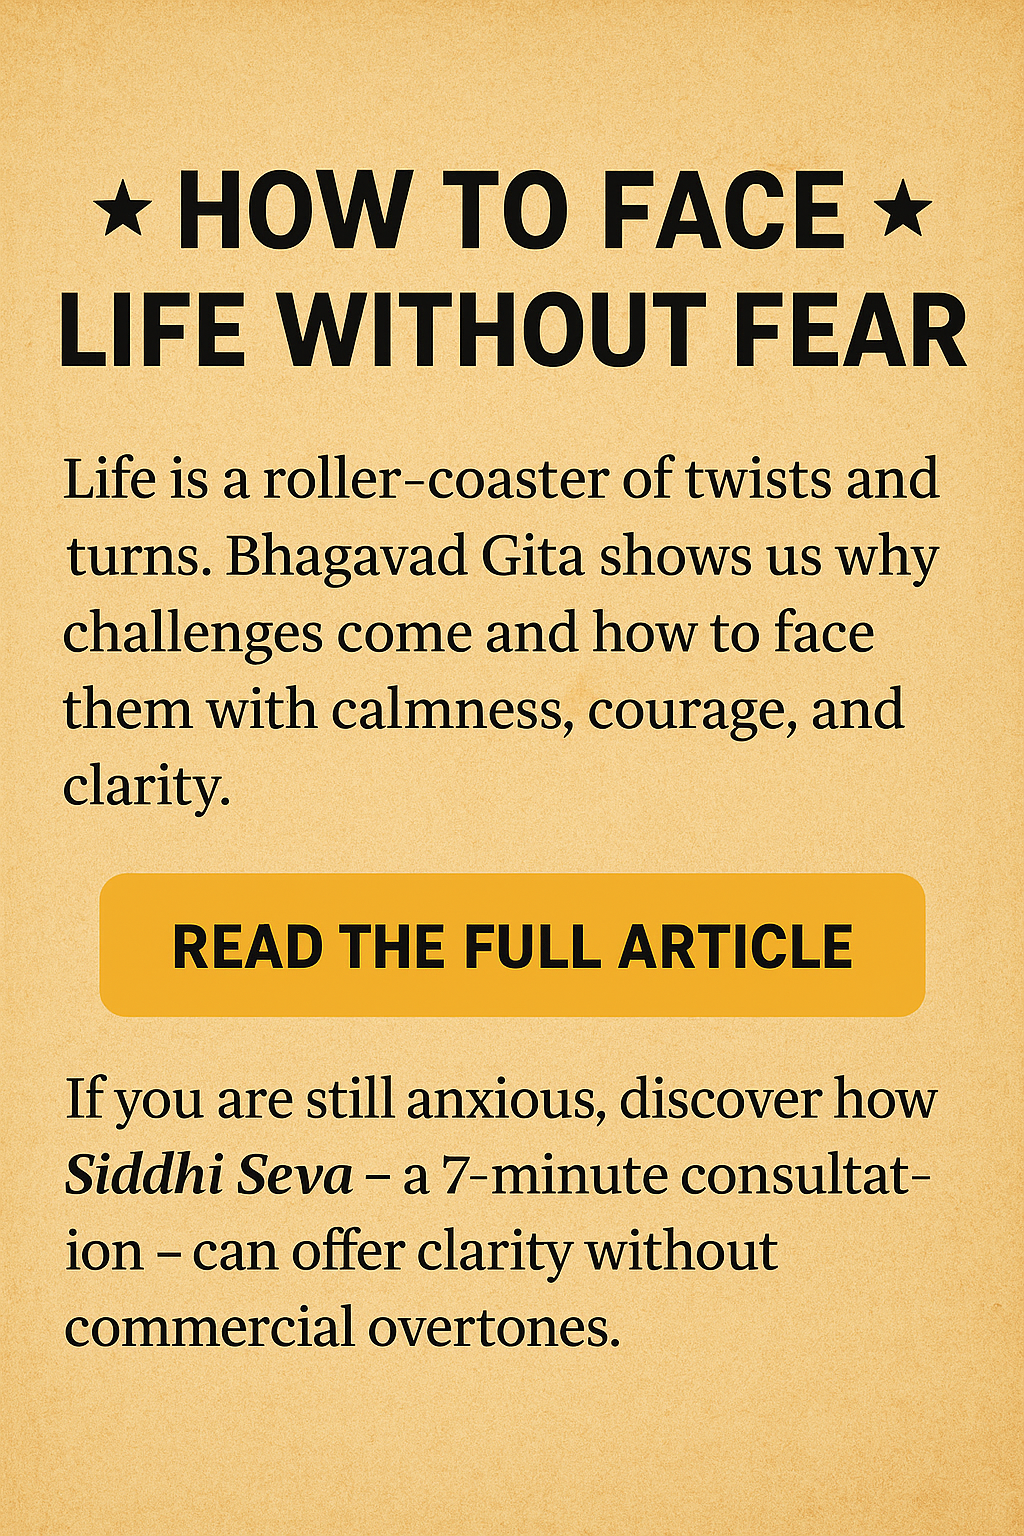 ★ HOW TO FACE ★
LIFE WITHOUT FEAR
Life is a roller-coaster of twists and
turns. Bhagavad Gita shows us why
challenges come and how to face
them with calmness, courage, and
clarity.
READ THE FULL ARTICLE
If you are still anxious, discover how
Siddhi Seva – a 7-minute consultat-
ion – can offer clarity without
commercial overtones.